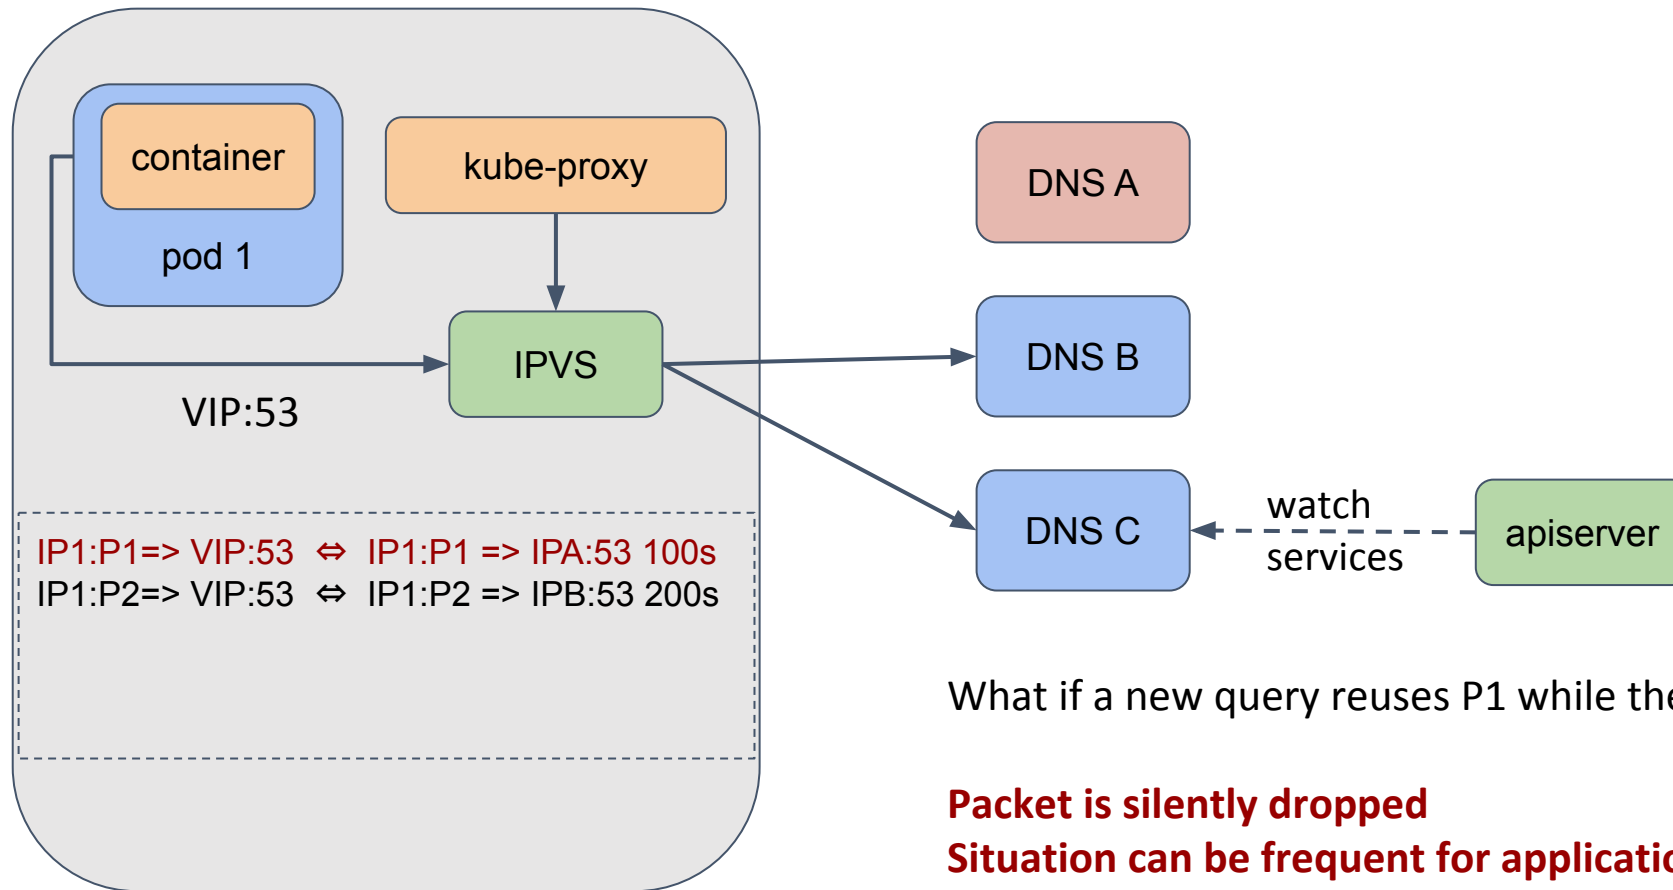 container
pod 1
kube-proxy
IPVS
VIP:53
IP1:P1=> VIP:53 ⇔ IP1:P1 => IPA:53 100s
IP1:P2=> VIP:53 ⇔ IP1:P2 => IPB:53 200s
DNS A
DNS B
DNS C
watch
services
apiserver
What if a new query reuses P1 while the
Packet is silently dropped
Situation can be frequent for